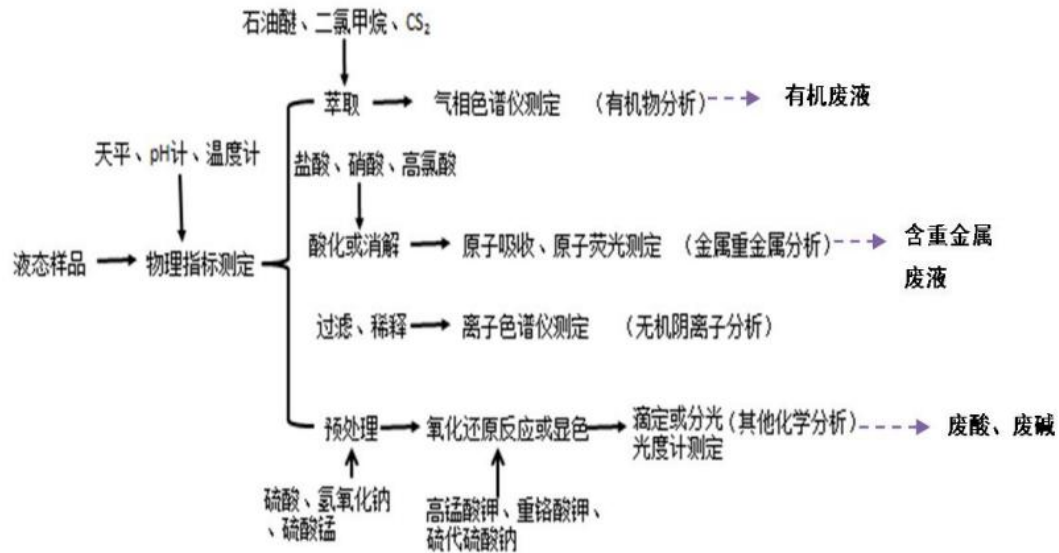 石油醚、二氯甲烷、CS₂
萃取
气相色谱仪测定
(有机物分析)
有机废液
天平、pH计、温度计
盐酸、硝酸、高氯酸
液态样品
物理指标测定
酸化或消解
原子吸收、原子荧光测定
(金属重金属分析)
含重金属
废液
过滤、稀释
离子色谱仪测定
(无机阴离子分析)
预处理
氧化还原反应或显色
滴定或分光
光度计测定
(其他化学分析)
废酸、废碱
硫酸、氢氧化钠
、硫酸锰
高锰酸钾、重铬酸钾、
硫代硫酸钠